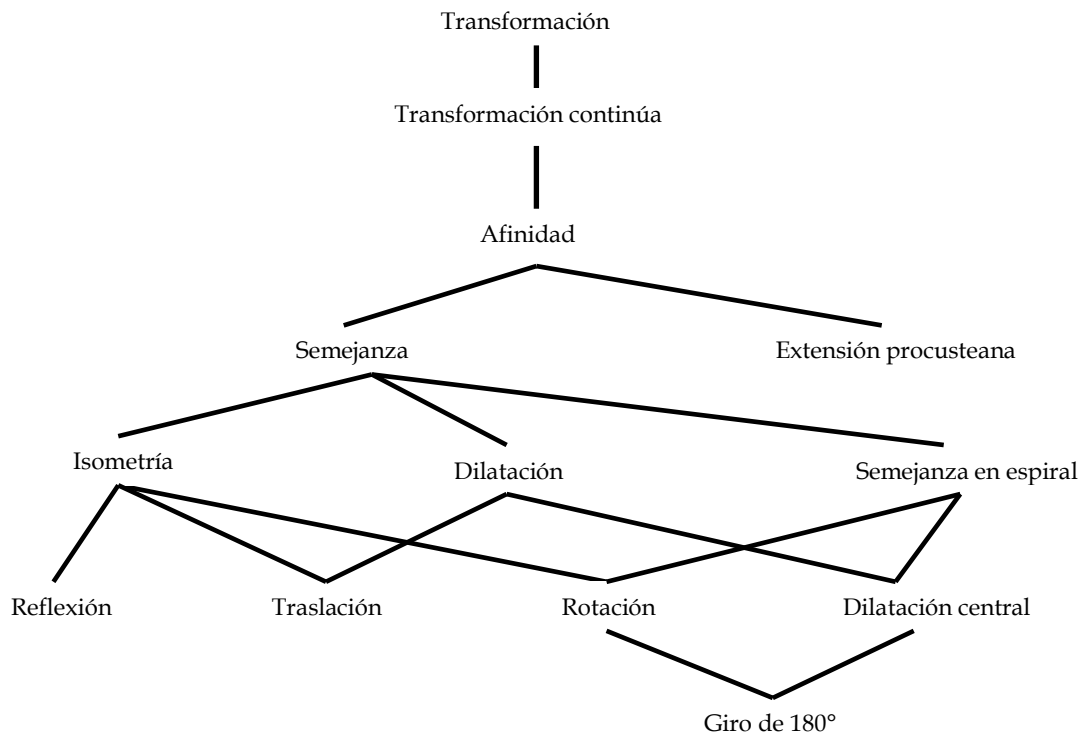 Transformación
Transformación continúa
Afinidad
Semejanza
Extensión procusteana
Isometría
Dilatación
Semejanza en espiral
Reflexión
Traslación
Rotación
Dilatación central
Giro de 180°